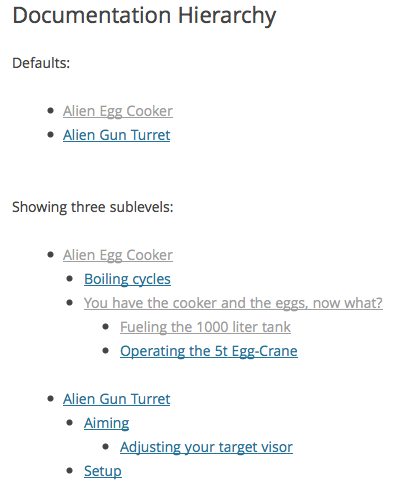 Documentation Hierarchy
Defaults:
Alien Egg Cooker
Alien Gun Turret
Showing three sublevels:
Alien Egg Cooker
Boiling cycles
You have the cooker and the eggs, now what?
Fueling the 1000 liter tank
Operating the 5t Egg-Crane
Alien Gun Turret
Aiming
Adjusting your target visor
Setup